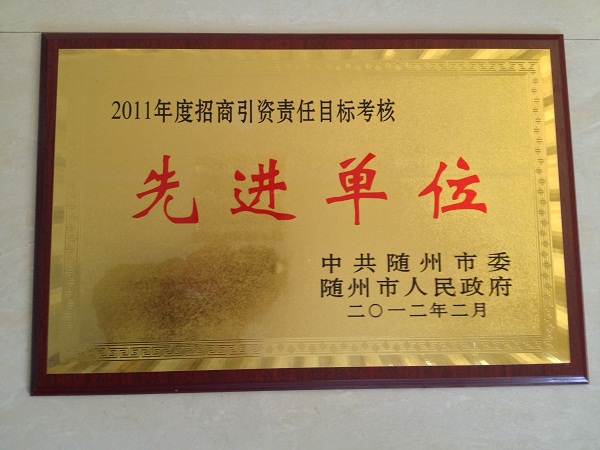 2011年度招商引资责任目标考核
先进单位
中共随州市委
随州市人民政府
二〇一二年二月